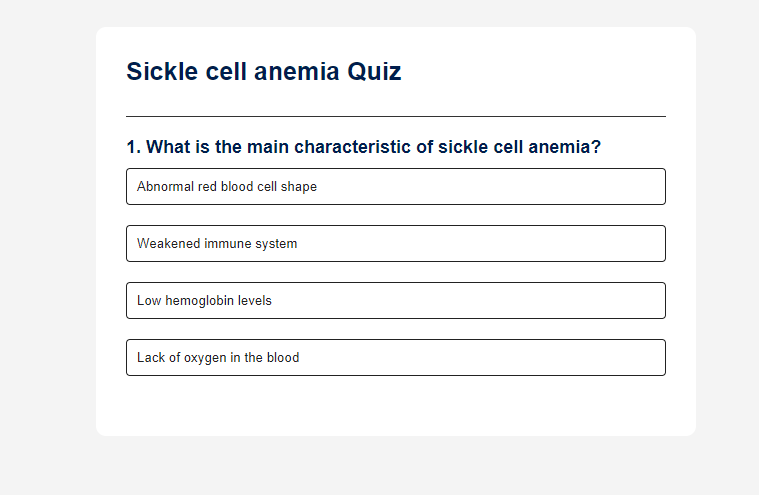 Sickle cell anemia Quiz
1. What is the main characteristic of sickle cell anemia?
Abnormal red blood cell shape
Weakened immune system
Low hemoglobin levels
Lack of oxygen in the blood